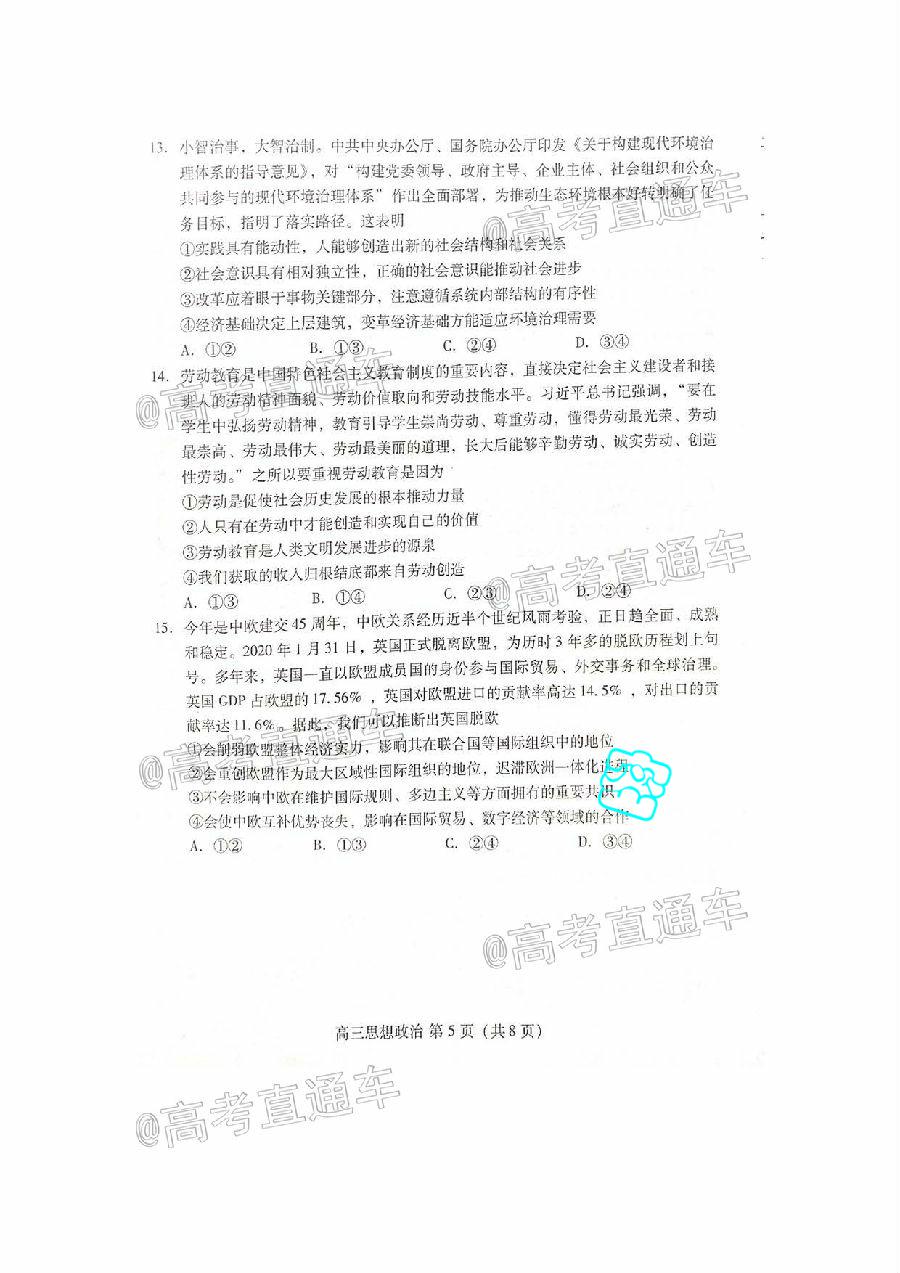 13. 小智治事，大智治制。中共中央办公厅、国务院办公厅印发《关于构建现代环境治
理体系的指导意见》，对“构建党委领导、政府主导、企业主体、社会组织和公众
共同参与的现代环境治理体系”作出全面部署，为推动生态环境根本好转明确了任
务目标，指明了落实路径。这表明
①实践具有能动性，人能够创造出新的社会结构和社会关系
②社会意识具有相对独立性，正确的社会意识能推动社会进步
③改革应着眼于事物关键部分，注意遵循系统内部结构的有序性
④经济基础决定上层建筑，变革经济基础方能适应环境治理需要
A. ①② B. ①③ C. ②④ D. ③④
14. 劳动教育是中国特色社会主义教育制度的重要内容，直接决定社会主义建设者和接
班人的劳动精神面貌、劳动价值取向和劳动技能水平。习近平总书记强调，“要在
学生中弘扬劳动精神，教育引导学生崇尚劳动、尊重劳动，懂得劳动最光荣、劳动
最崇高、劳动最伟大、劳动最美丽的道理，长大后能够辛勤劳动、诚实劳动、创造
性劳动。”之所以要重视劳动教育是因为
①劳动是促使社会历史发展的根本推动力量
②人只有在劳动中才能创造和实现自己的价值
③劳动教育是人类文明发展进步的源泉
④我们获取的收入归根结底都来自劳动创造
A. ①③ B. ①④ C. ②③ D. ②④
15. 今年是中欧建交 45 周年，中欧关系经历近半个世纪风雨考验，正日趋全面、成熟
和稳定。2020 年 1 月 31 日，英国正式脱离欧盟，为历时 3 年多的脱欧历程划上句
号。多年来，英国一直以欧盟成员国的身份参与国际贸易、外交事务和全球治理。
英国 GDP 占欧盟的 17.56%，英国对欧盟进口的贡献率高达 14.5%，对出口的贡
献率达 11.6%。据此，我们可以推断出英国脱欧
①会削弱欧盟整体经济实力，影响其在联合国等国际组织中的地位
②会重创欧盟作为最大区域性国际组织的地位，迟滞欧洲一体化进程
③不会影响中欧在维护国际规则、多边主义等方面拥有的重要共识
④会使中欧互补优势丧失，影响在国际贸易、数字经济等领域的合作
A. ①② B. ①③ C. ②④ D. ③④
高三思想政治 第 5 页（共 8 页）
@高考直通车
@高考直通车
@高考直通车
@高考直通车
@高考直通车
@高考直通车